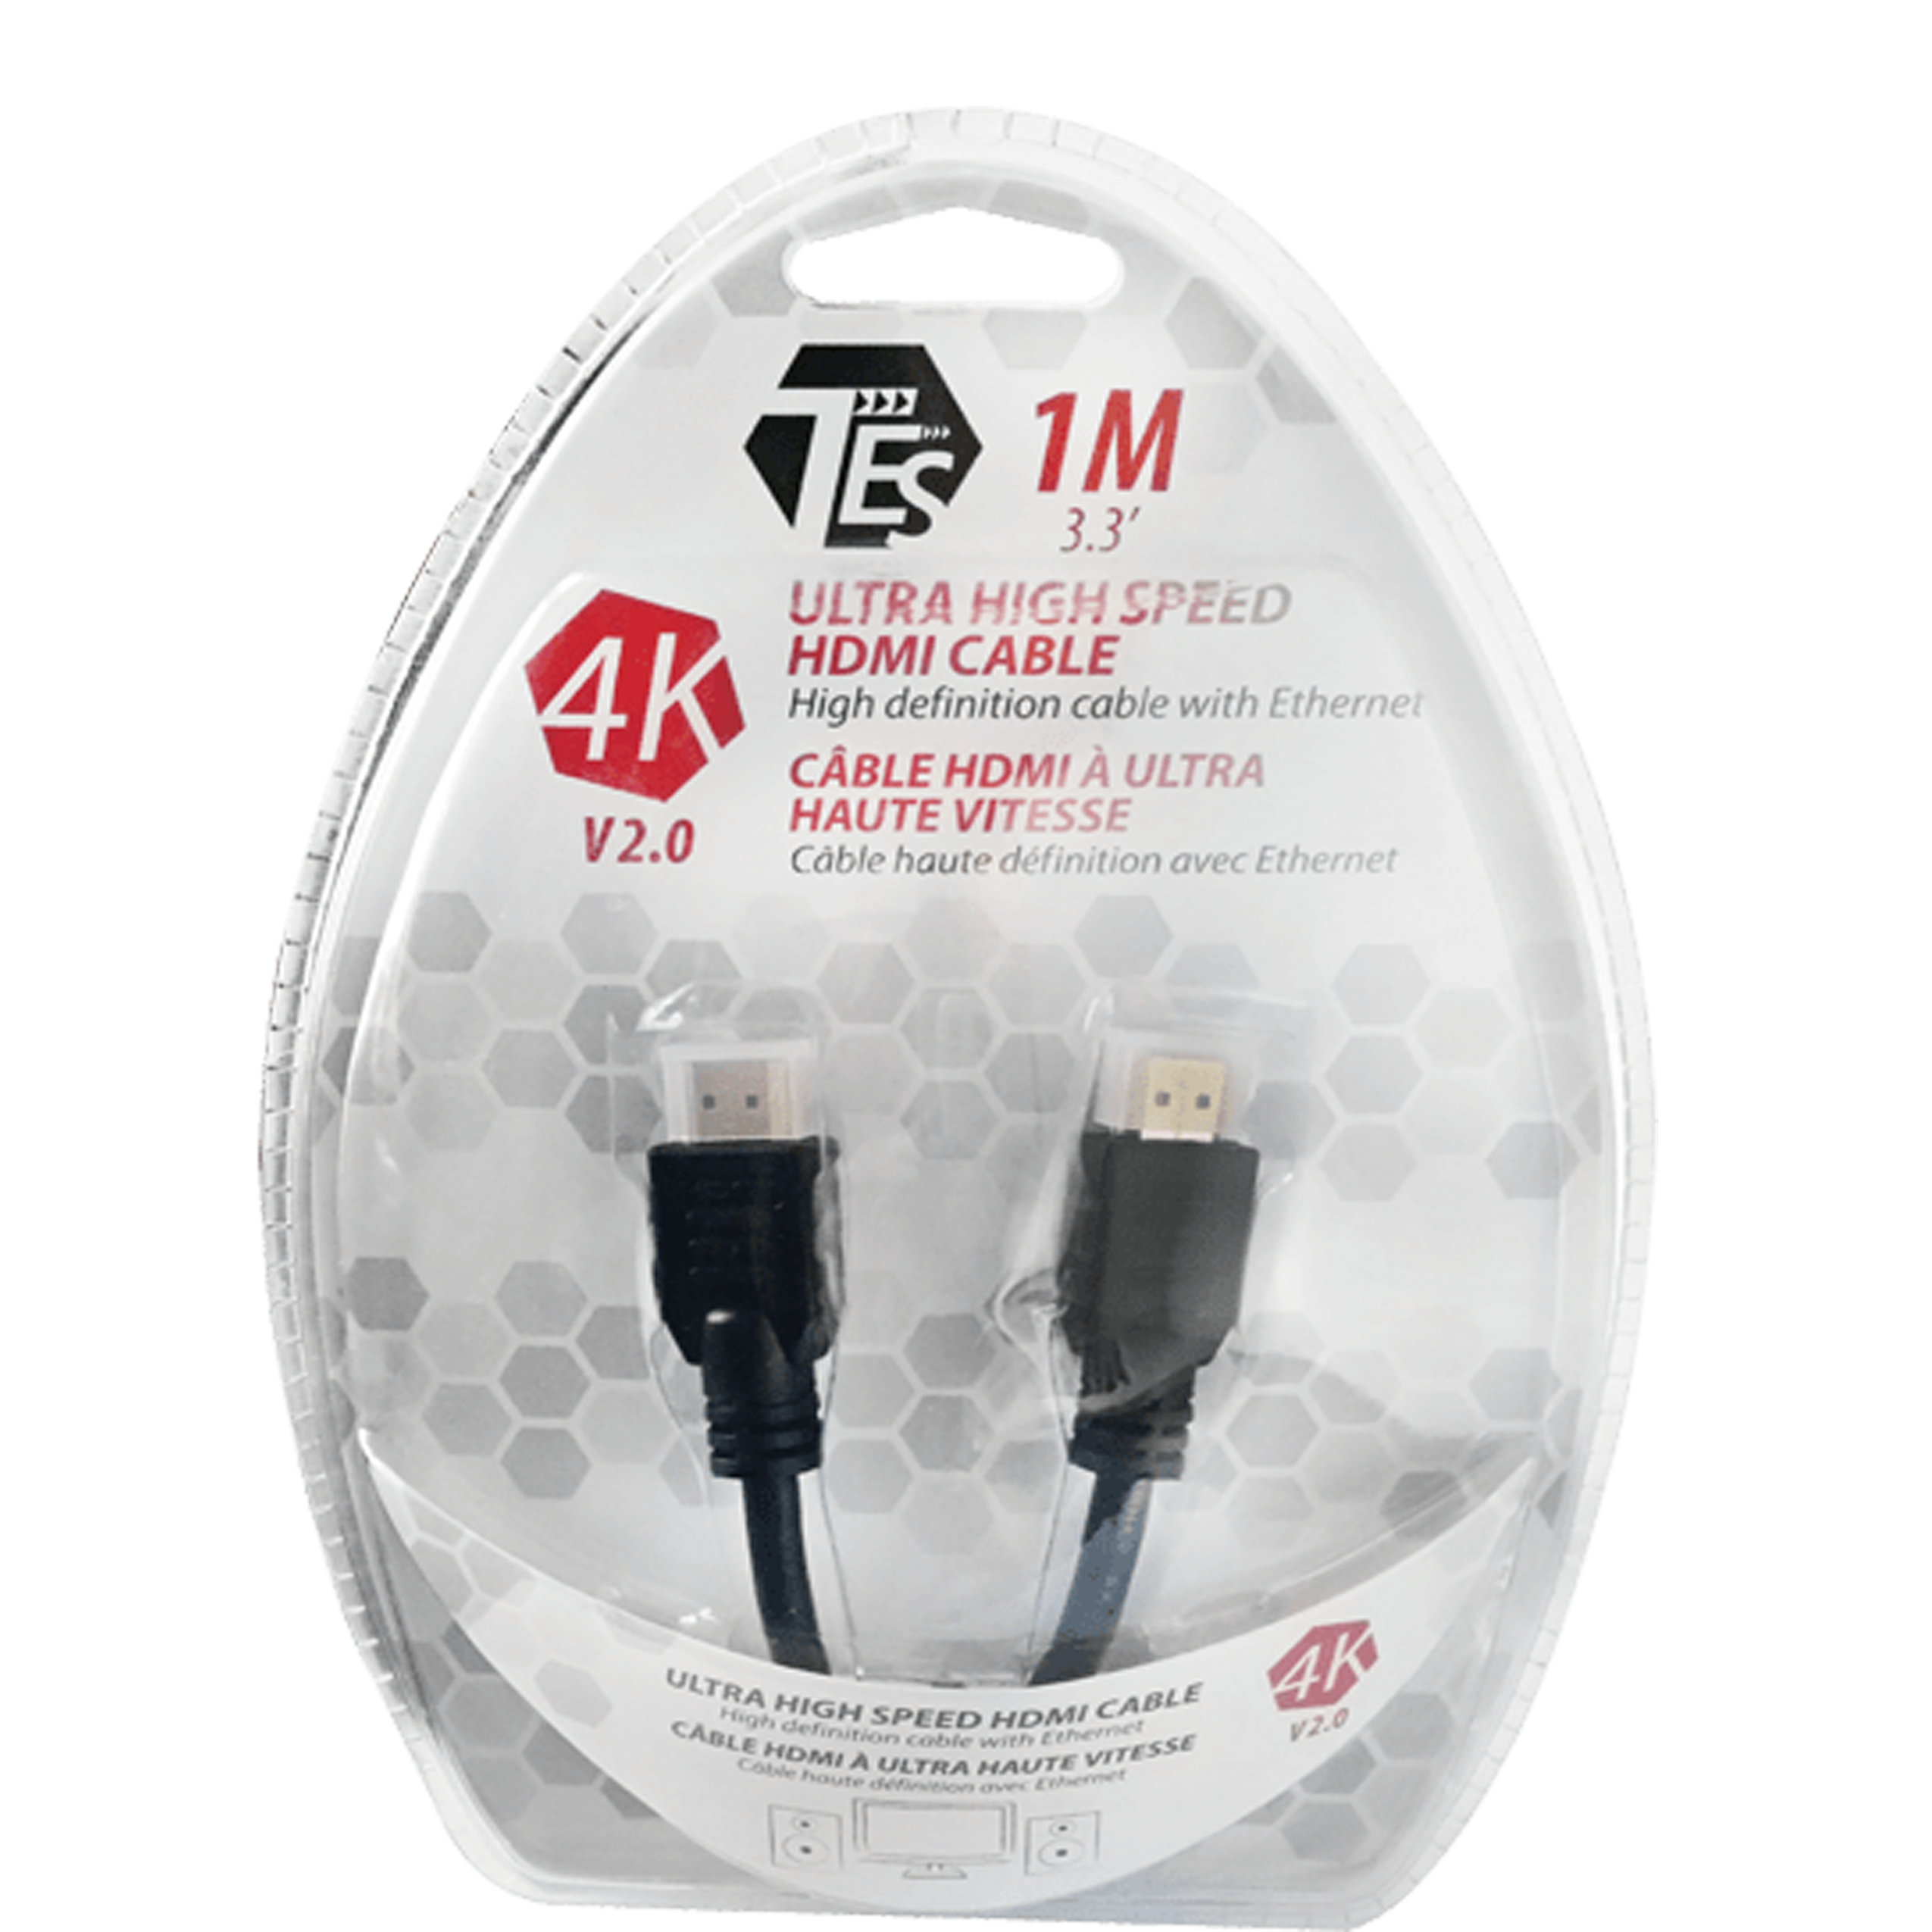 TES
1M
3.3'
4K
V2.0
ULTRA HIGH SPEED
HDMI CABLE
High definition cable with Ethernet
CÂBLE HDMI À ULTRA
HAUTE VITESSE
Câble haute définition avec Ethernet
ULTRA HIGH SPEED HDMI CABLE
High definition cable with Ethernet
CÂBLE HDMI À ULTRA HAUTE VITESSE
Câble haute définition avec Ethernet
4K
V2.0